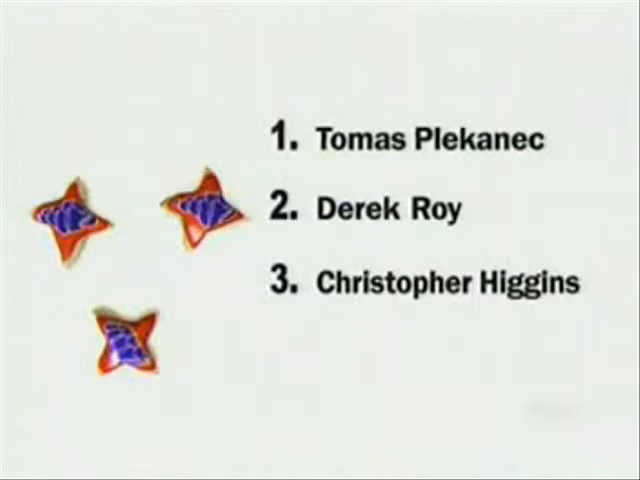 1. Tomas Plekanec
2. Derek Roy
3. Christopher Higgins